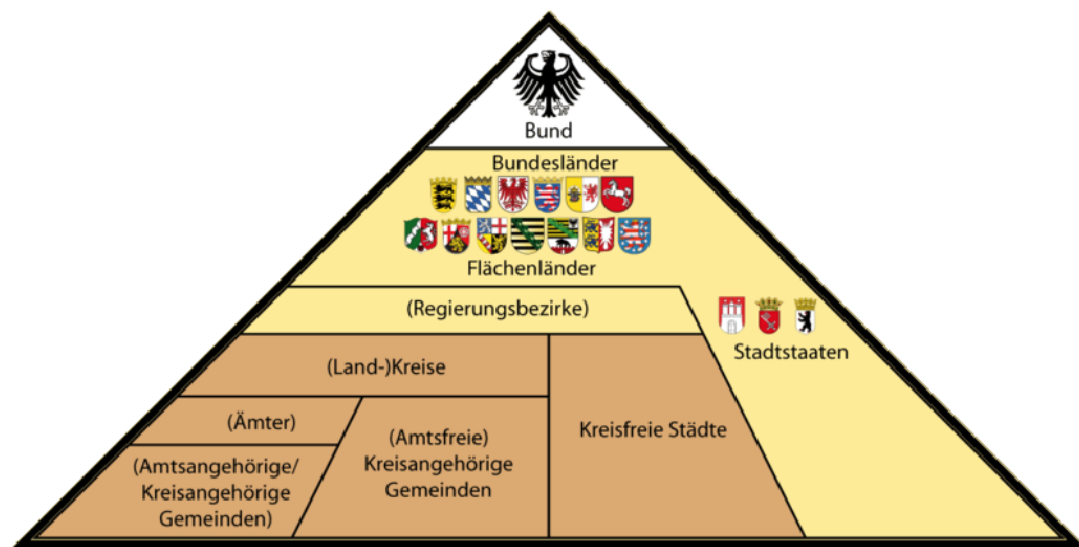 Bund
Bundesländer
Flächenländer
(Regierungsbezirke)
Stadtstaaten
(Land-)Kreise
(Ämter)
(Amtsangehörige/
Kreisangehörige
Gemeinden)
(Amtsfreie)
Kreisangehörige
Gemeinden
Kreisfreie Städte